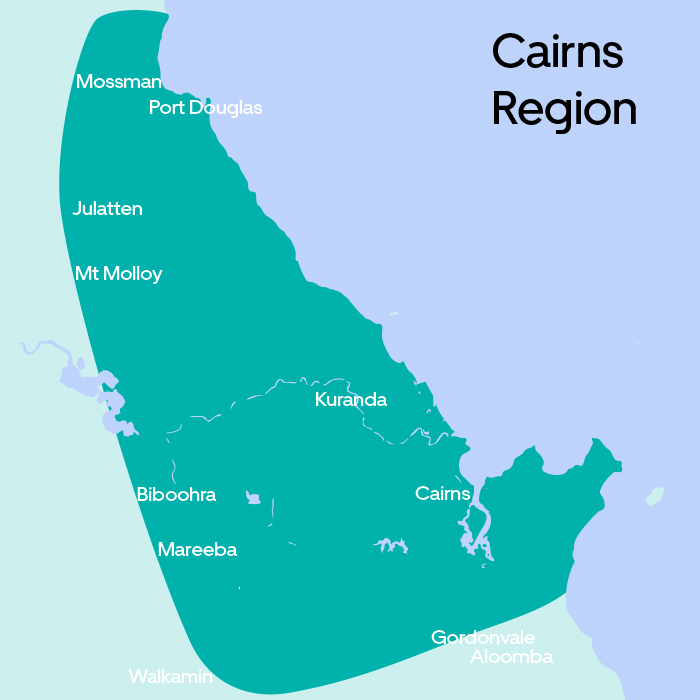 Cairns
Region
Mossman
Port Douglas
Julatten
Mt Molloy
Kuranda
Biboohra
Cairns
Mareeba
Gordonvale
Aloomba
Walkamin